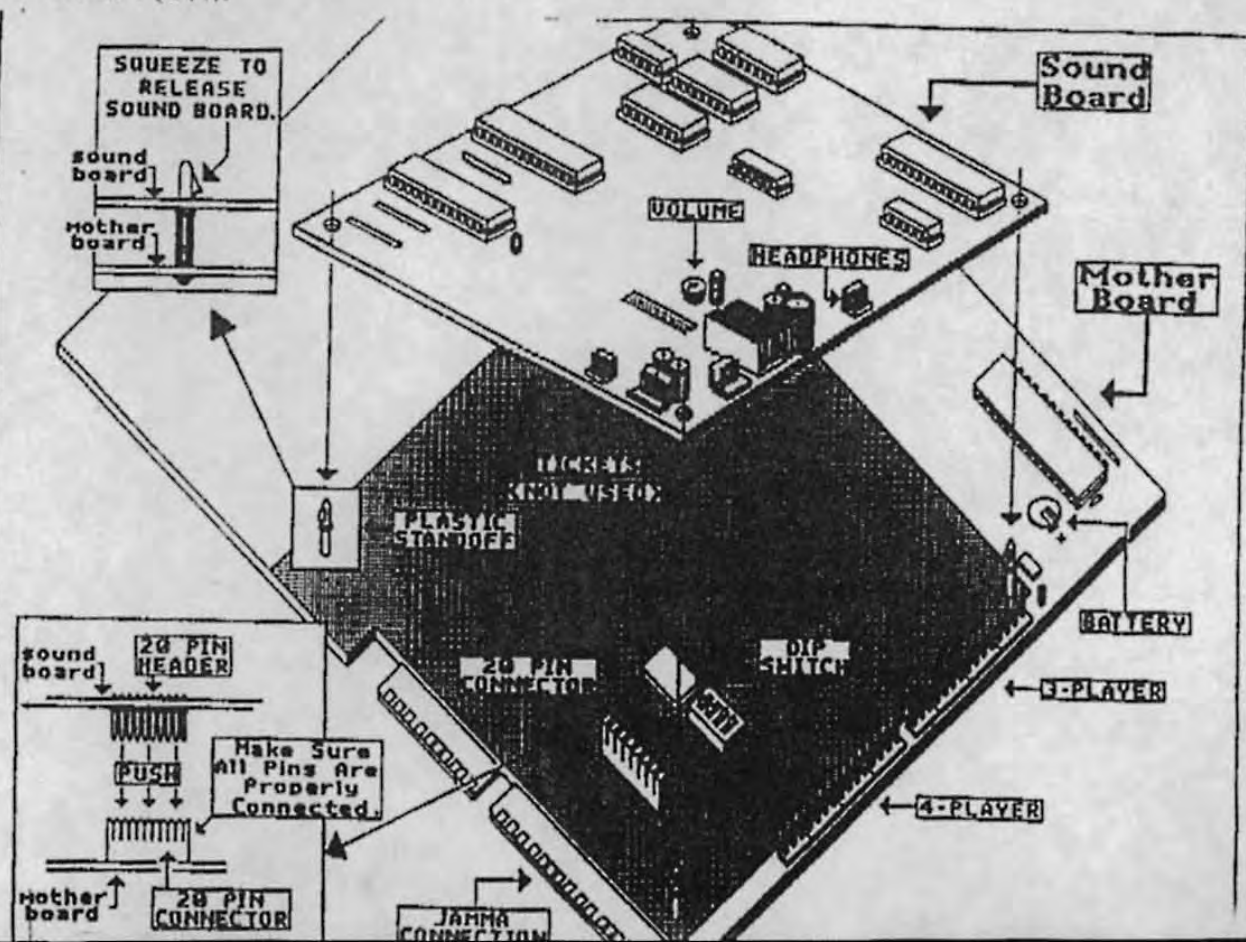 SQUEEZE TO
RELEASE
SOUND BOARD.
sound
board
Mother
board
Sound
Board
VOLUME
HEADPHONES
Mother
Board
TICKETS
<NOT USED>
PLASTIC
STANDOFF
BATTERY
20 PIN
CONNECTOR
DIP
SWITCH
3-PLAYER
4-PLAYER
JAMMA
CONNECTION
sound
board
20 PIN
HEADER
PUSH
Make Sure
All Pins Are
Properly
Connected.
Mother
board
20 PIN
CONNECTOR